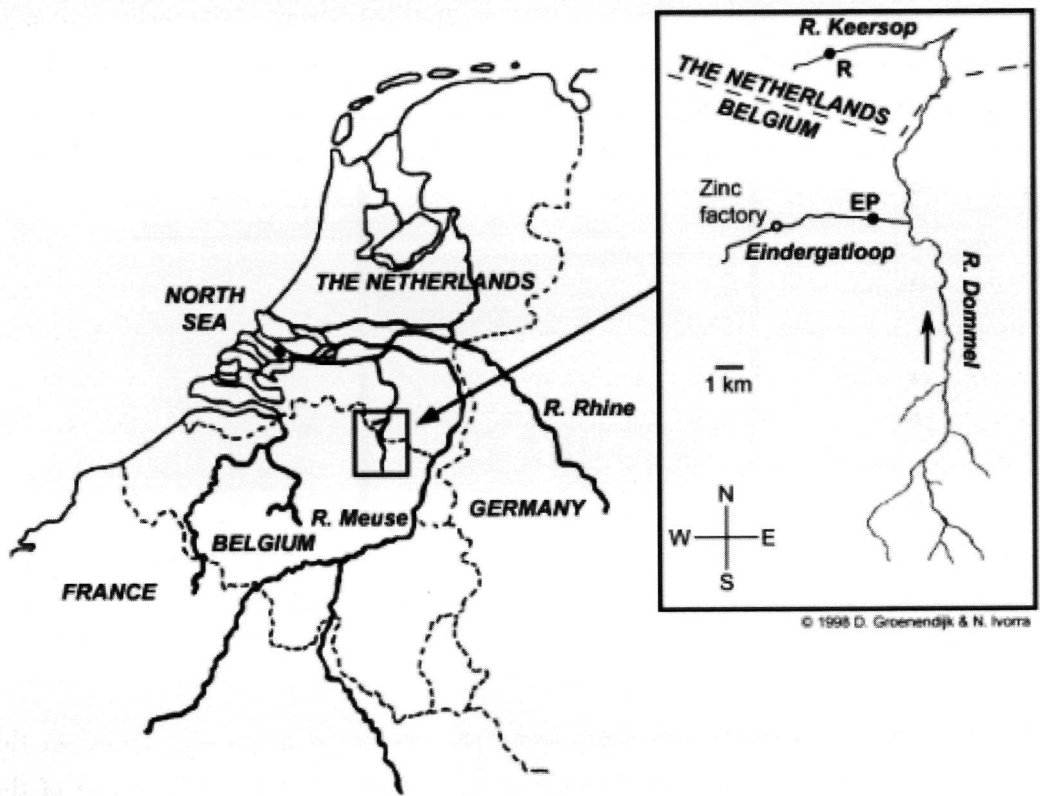 THE NETHERLANDS
NORTH
SEA
R. Rhine
R. Meuse
GERMANY
BELGIUM
FRANCE
R. Keersop
R
THE NETHERLANDS
BELGIUM
Zinc
factory
EP
Eindergatloop
R. Dommel
1 km
N
W
E
S
© 1998 D. Groenendijk & N. Ivorra